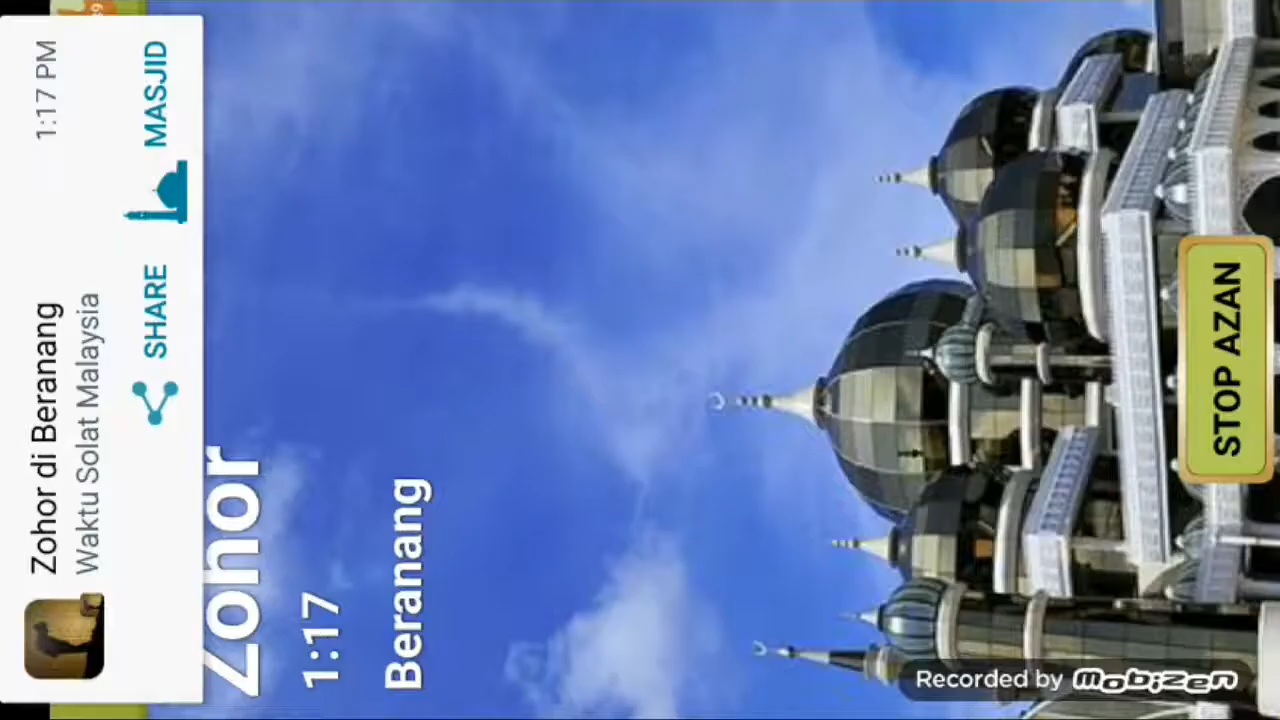 Zohor di Beranang
1:17 PM
Waktu Solat Malaysia
SHARE
MASJID
Zohor
1:17
Beranang
STOP AZAN
Recorded by Mobizen